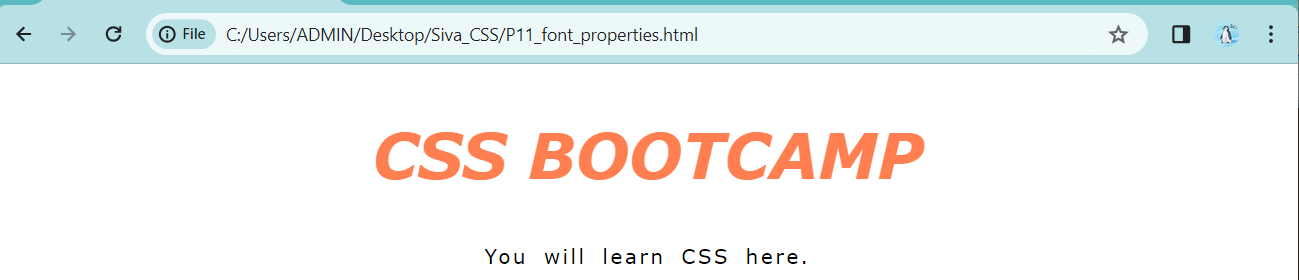 File C:/Users/ADMIN/Desktop/Siva_CSS/P11_font_properties.html
CSS BOOTCAMP
You will learn CSS here.